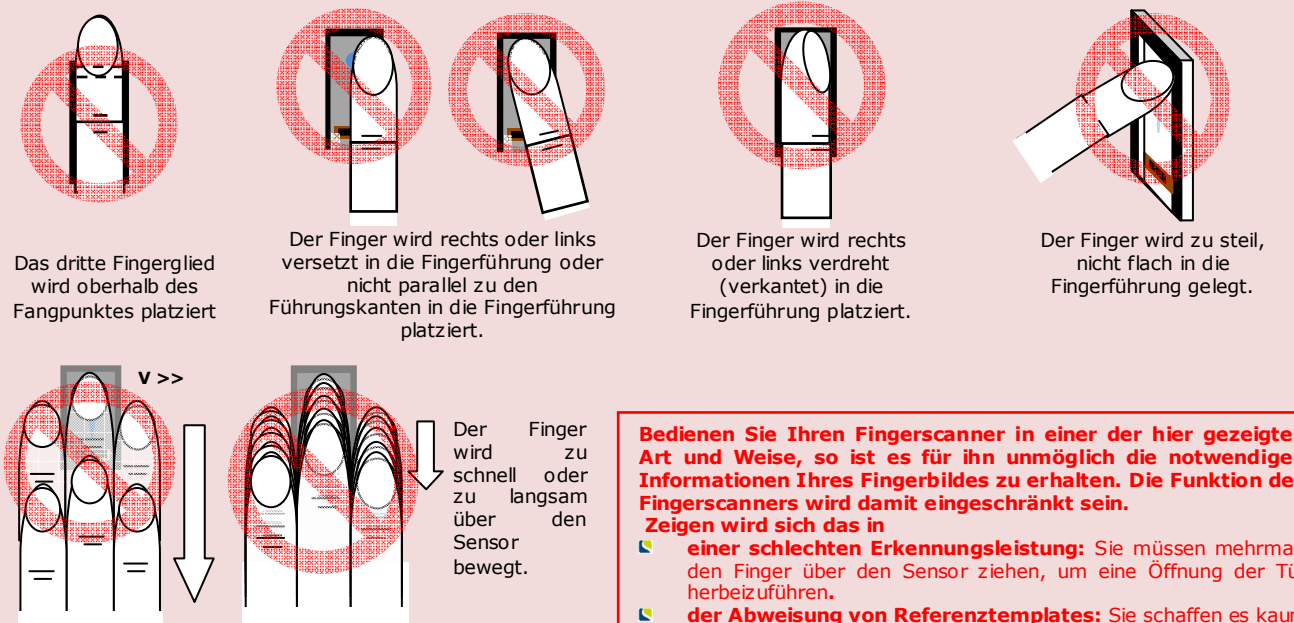 Das dritte Fingerglied
wird oberhalb des
Fangpunktes platziert
Der Finger wird rechts oder links
versetzt in die Fingerführung oder
nicht parallel zu den
Führungskanten in die Fingerführung
platziert.
Der Finger wird rechts
oder links verdreht
(verkantet) in die
Fingerführung platziert.
Der Finger wird zu steil,
nicht flach in die
Fingerführung gelegt.
V >>
Der Finger
wird zu
schnell oder
zu langsam
über den
Sensor
bewegt.
Bedienen Sie Ihren Fingerscanner in einer der hier gezeigte
Art und Weise, so ist es für ihn unmöglich die notwendige
Informationen Ihres Fingerbildes zu erhalten. Die Funktion de
Fingerscanners wird damit eingeschränkt sein.
Zeigen wird sich das in
einer schlechten Erkennungsleistung: Sie müssen mehrma
den Finger über den Sensor ziehen, um eine Öffnung der Tü
herbeizuführen.
der Abweisung von Referenztemplates: Sie schaffen es kaum